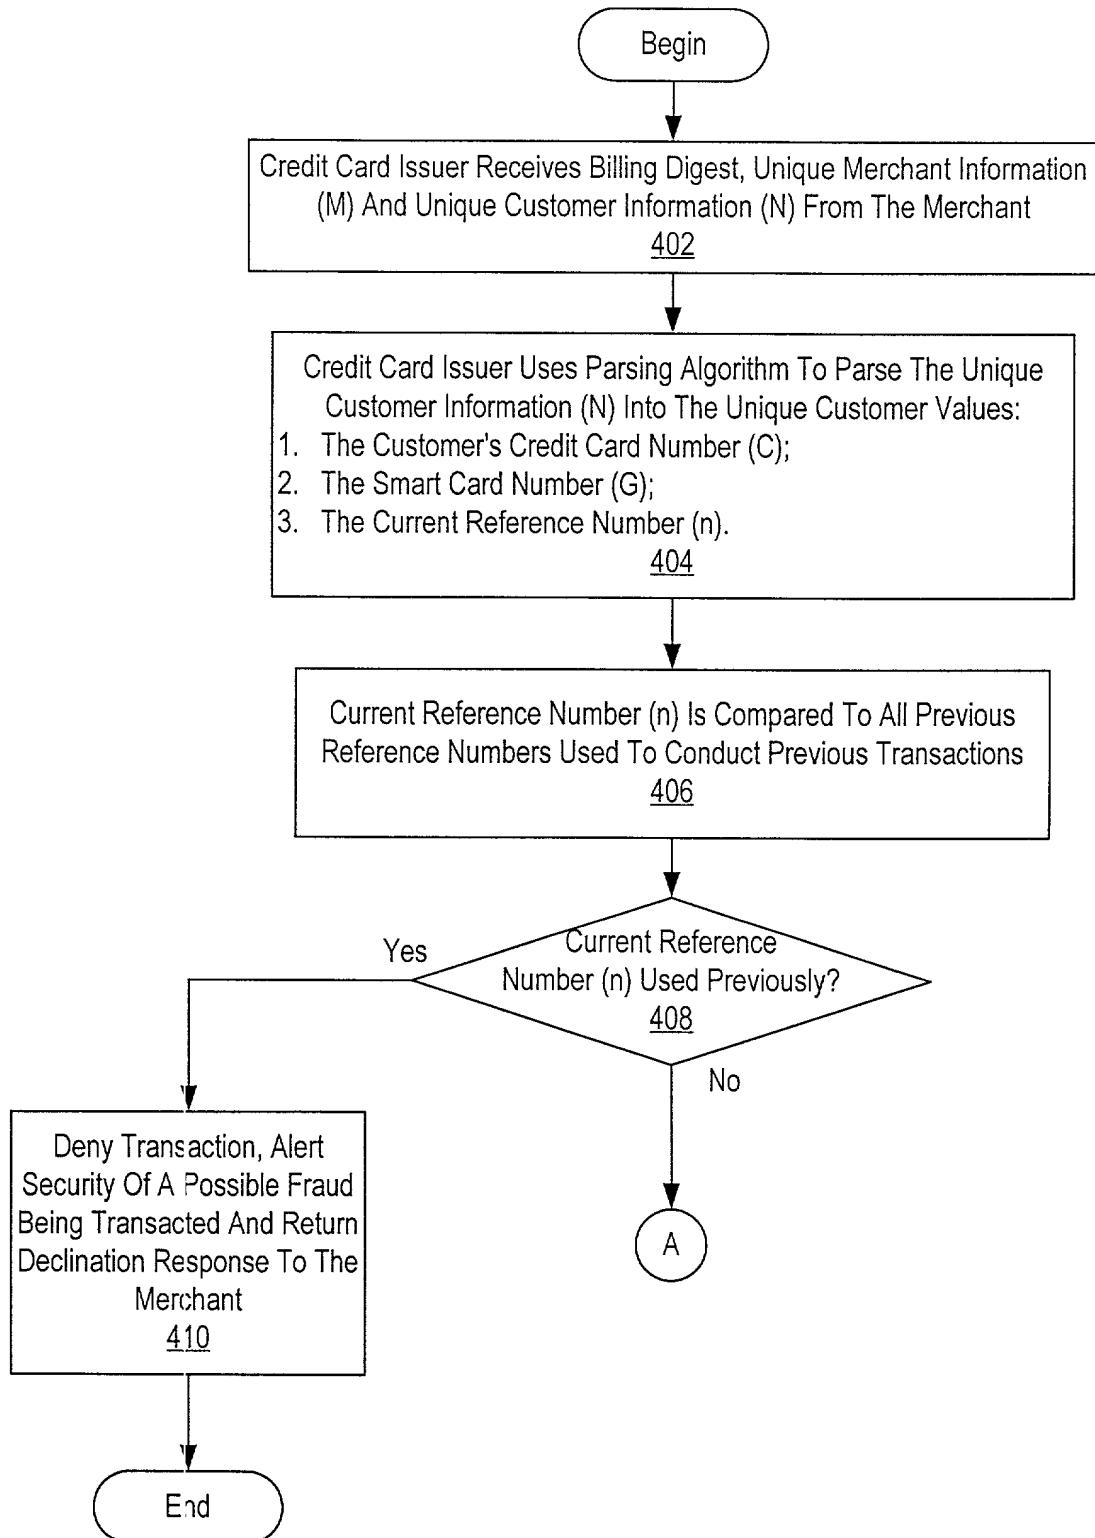 Begin
Credit Card Issuer Receives Billing Digest, Unique Merchant Information
(M) And Unique Customer Information (N) From The Merchant
402
Credit Card Issuer Uses Parsing Algorithm To Parse The Unique
Customer Information (N) Into The Unique Customer Values:
1. The Customer's Credit Card Number (C);
2. The Smart Card Number (G);
3. The Current Reference Number (n).
404
Current Reference Number (n) Is Compared To All Previous
Reference Numbers Used To Conduct Previous Transactions
406
Current Reference
Number (n) Used Previously?
408
Yes
No
Deny Transaction, Alert
Security Of A Possible Fraud
Being Transacted And Return
Declination Response To The
Merchant
410
A
End